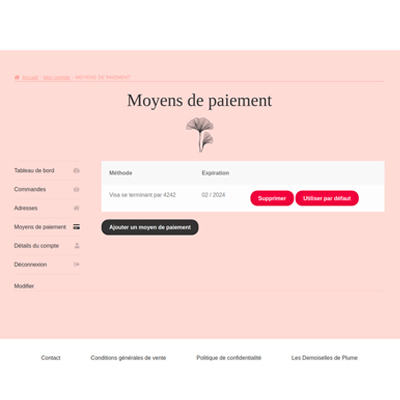 Accueil › Mon compte › MOYENS DE PAIEMENT
Moyens de paiement
Tableau de bord
Commandes
Adresses
Moyens de paiement
Détails du compte
Déconnexion
Modifier
Méthode Expiration
Visa se terminant par 4242 02 / 2024 Supprimer Utiliser par défaut
Ajouter un moyen de paiement
Contact Conditions générales de vente Politique de confidentialité Les Demoiselles de Plume